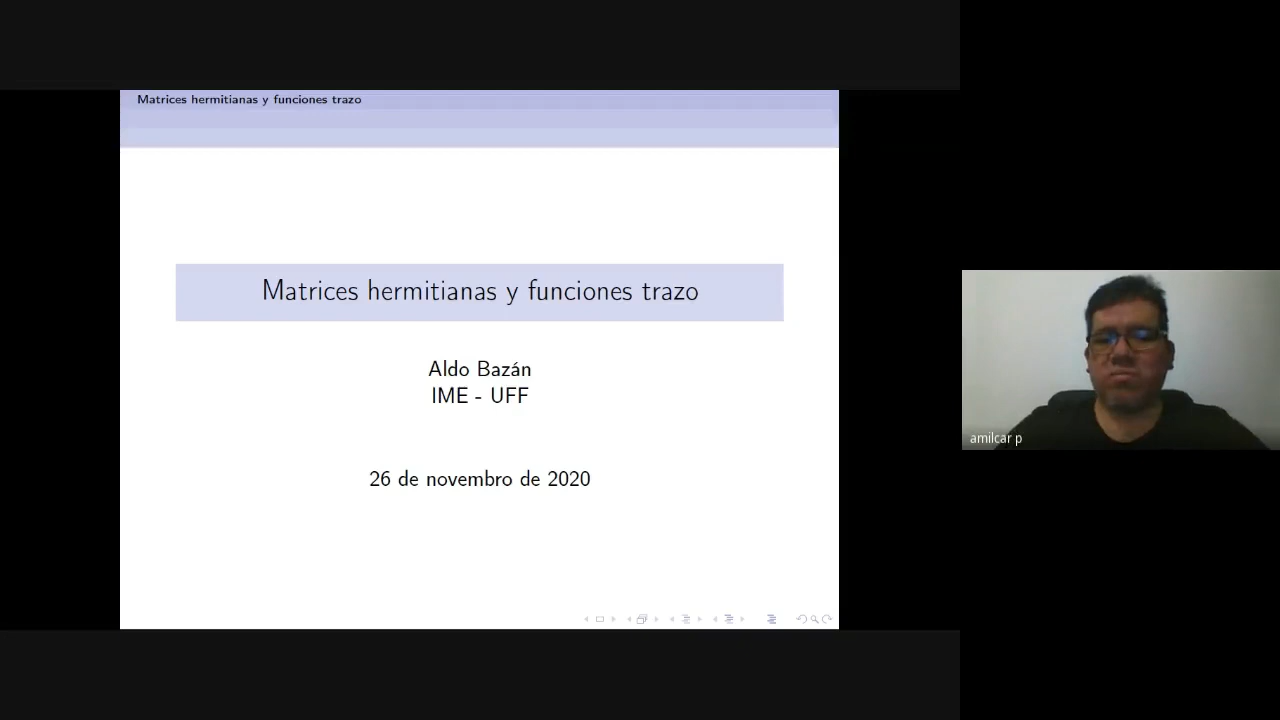 Matrices hermitianas y funciones trazo
Matrices hermitianas y funciones trazo
Aldo Bazán
IME - UFF
26 de novembro de 2020
amilcar p